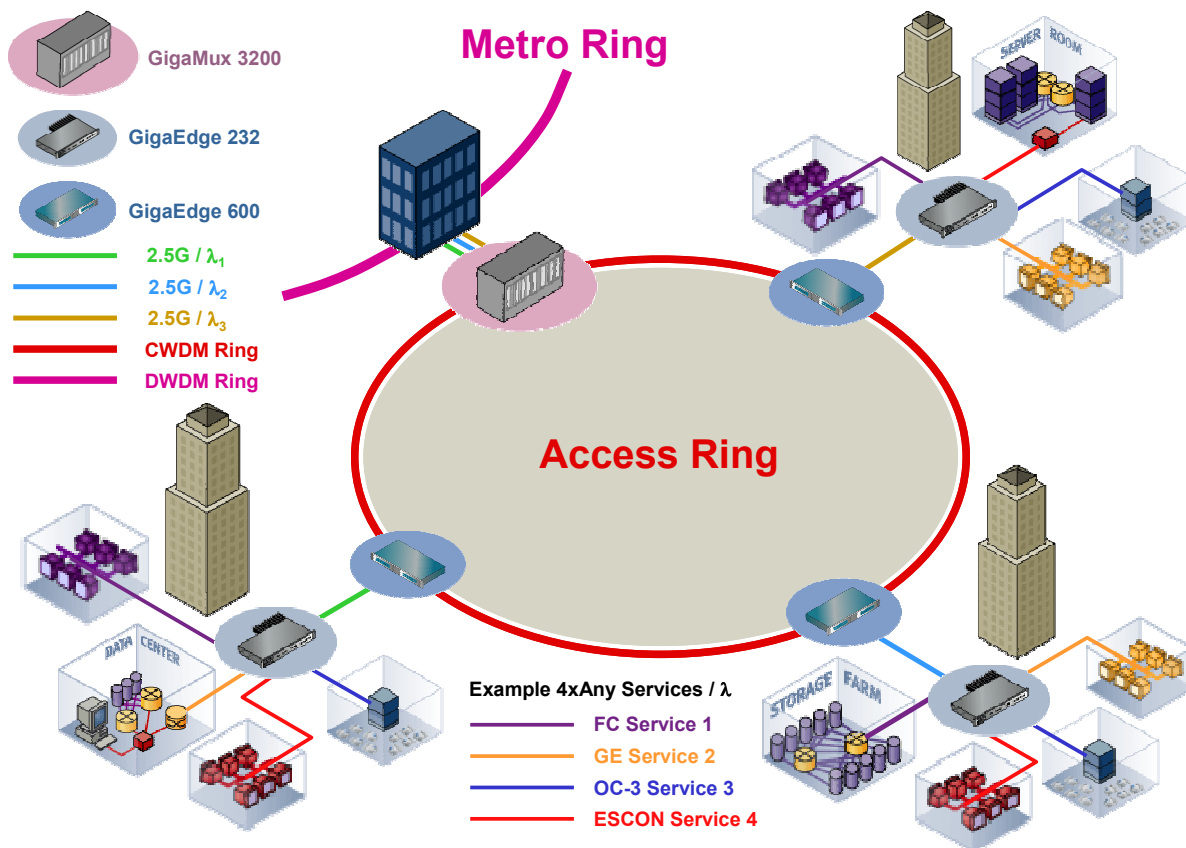 GigaMux 3200
GigaEdge 232
GigaEdge 600
2.5G / λ1
2.5G / λ2
2.5G / λ3
CWDM Ring
DWDM Ring
Metro Ring
SERVER ROOM
Access Ring
DATA CENTER
STORAGE FARM
Example 4xAny Services / λ
FC Service 1
GE Service 2
OC-3 Service 3
ESCON Service 4